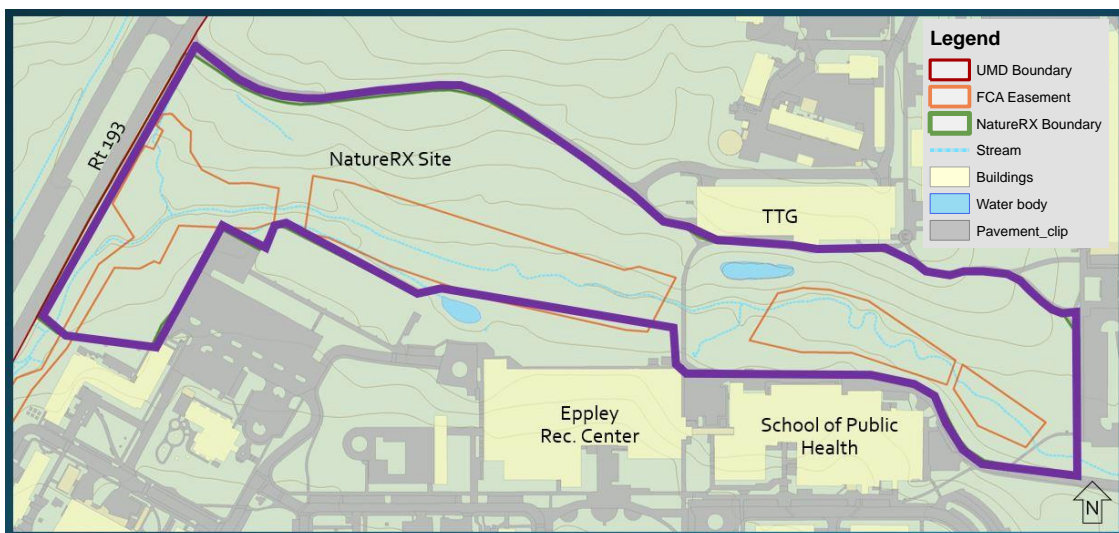 Legend
UMD Boundary
FCA Easement
NatureRX Boundary
Stream
Buildings
Water body
Pavement_clip
Rt 193
NatureRX Site
TTG
Eppley
Rec. Center
School of Public
Health
N